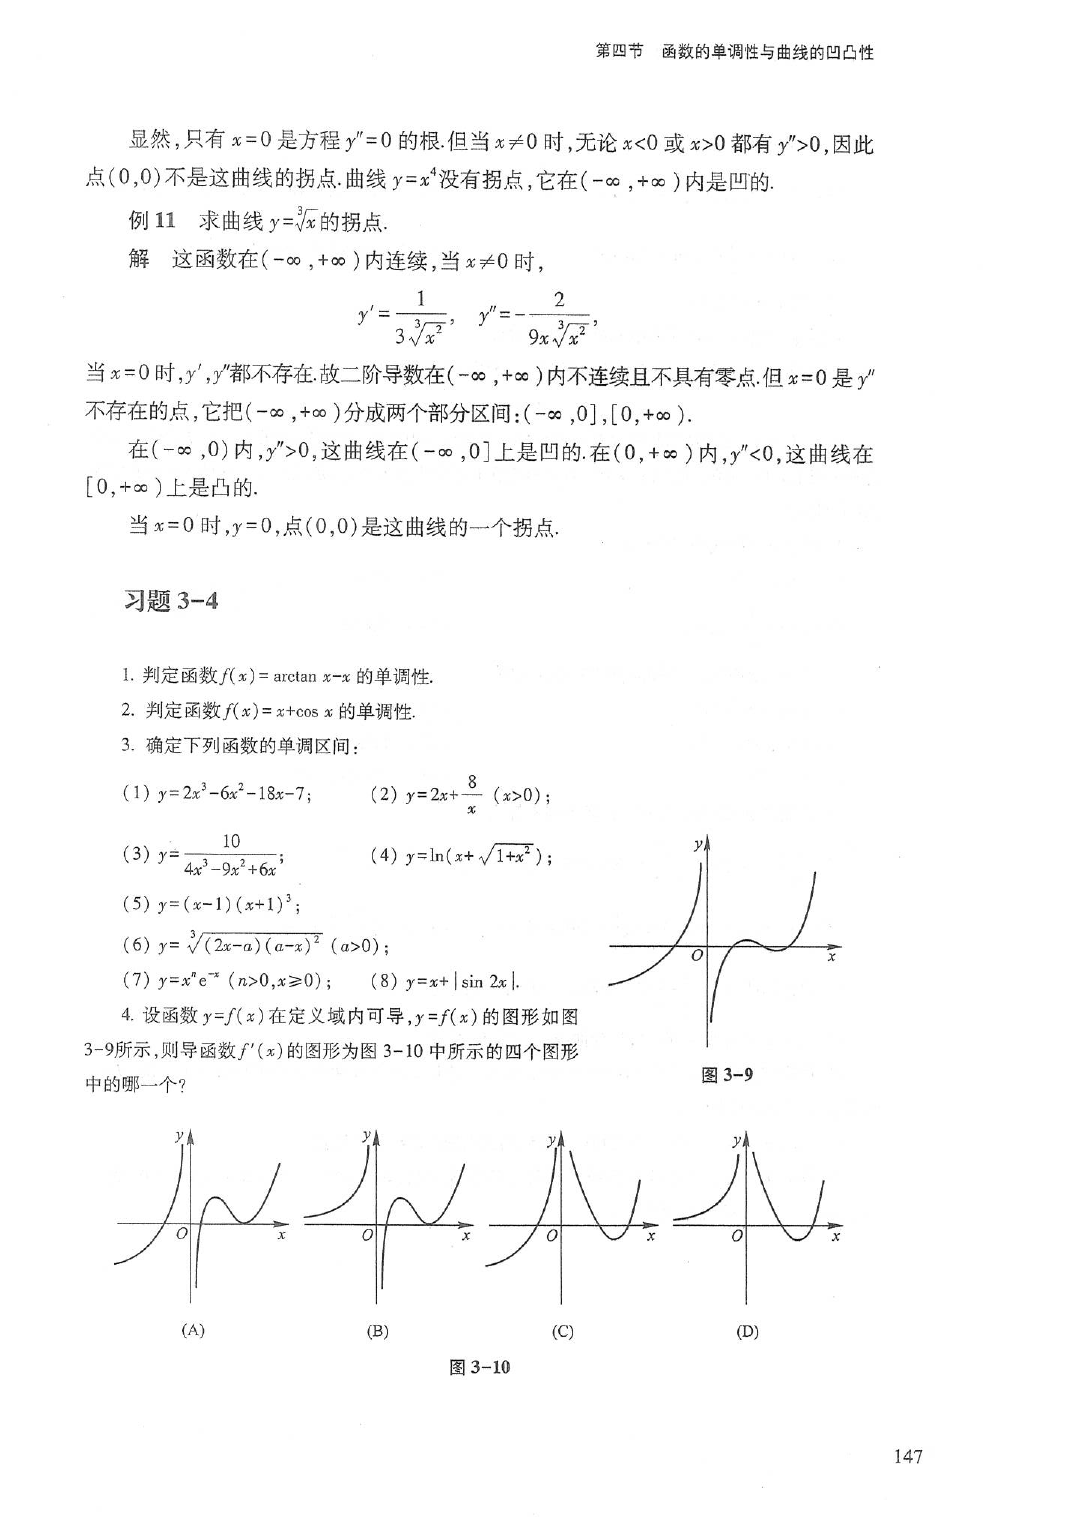 第四节 函数的单调性与曲线的凹凸性
显然,只有 x=0 是方程 y″=0 的根.但当 x≠0 时,无论 x<0 或 x>0 都有 y″>0,因此
点(0,0)不是这曲线的拐点.曲线 y=x⁴没有拐点,它在(-∞,+∞)内是凹的.
例 11 求曲线 y=∛x的拐点.
解 这函数在(-∞,+∞)内连续,当 x≠0 时,
y′=1/(3∛x²), y″=-2/(9x∛x²),
当 x=0 时,y′,y″都不存在.故二阶导数在(-∞,+∞)内不连续且不具有零点.但 x=0 是 y″
不存在的点,它把(-∞,+∞)分成两个部分区间:(-∞,0],[0,+∞).
在(-∞,0)内,y″>0,这曲线在(-∞,0]上是凹的.在(0,+∞)内,y″<0,这曲线在
[0,+∞)上是凸的.
当 x=0 时,y=0,点(0,0)是这曲线的一个拐点.
习题 3-4
1. 判定函数 f(x)=arctan x-x 的单调性.
2. 判定函数 f(x)=x+cos x 的单调性.
3. 确定下列函数的单调区间:
(1) y=2x³-6x²-18x-7; (2) y=2x+8/x (x>0);
(3) y=10/(4x³-9x²+6x); (4) y=ln(x+√(1+x²));
(5) y=(x-1)(x+1)³;
(6) y=∛((2x-a)(a-x)²) (a>0);
(7) y=xⁿe⁻ˣ (n>0,x≥0); (8) y=x+|sin 2x|.
4. 设函数 y=f(x)在定义域内可导,y=f(x)的图形如图
3-9所示,则导函数 f′(x)的图形为图 3-10 中所示的四个图形
中的哪一个?
y
O
x
图 3-9
y y y y
O x O x O x O x
(A) (B) (C) (D)
图 3-10
147